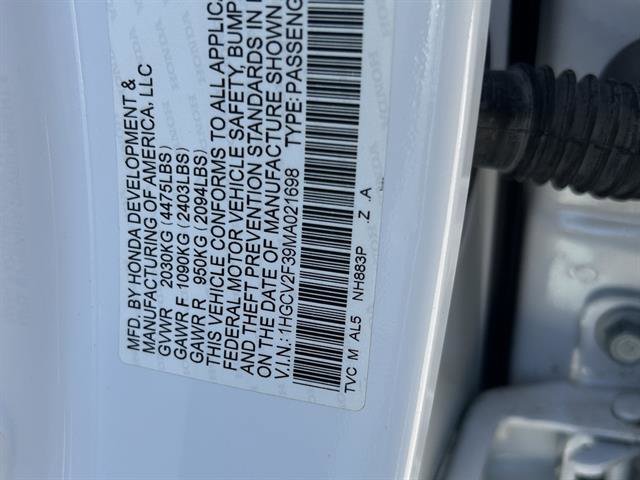 MFD. BY HONDA DEVELOPMENT &
MANUFACTURING OF AMERICA, LLC
GVWR 2030KG (4475LBS)
GAWR F 1090KG (2403LBS)
GAWR R 950KG (2094LBS)
THIS VEHICLE CONFORMS TO ALL APPLIC
FEDERAL MOTOR VEHICLE SAFETY, BUMP
AND THEFT PREVENTION STANDARDS IN
ON THE DATE OF MANUFACTURE SHOWN
V.I.N.: 1HGCV2F39MA021698 TYPE: PASSENG
TVC M AL5 NH883P .Z .A